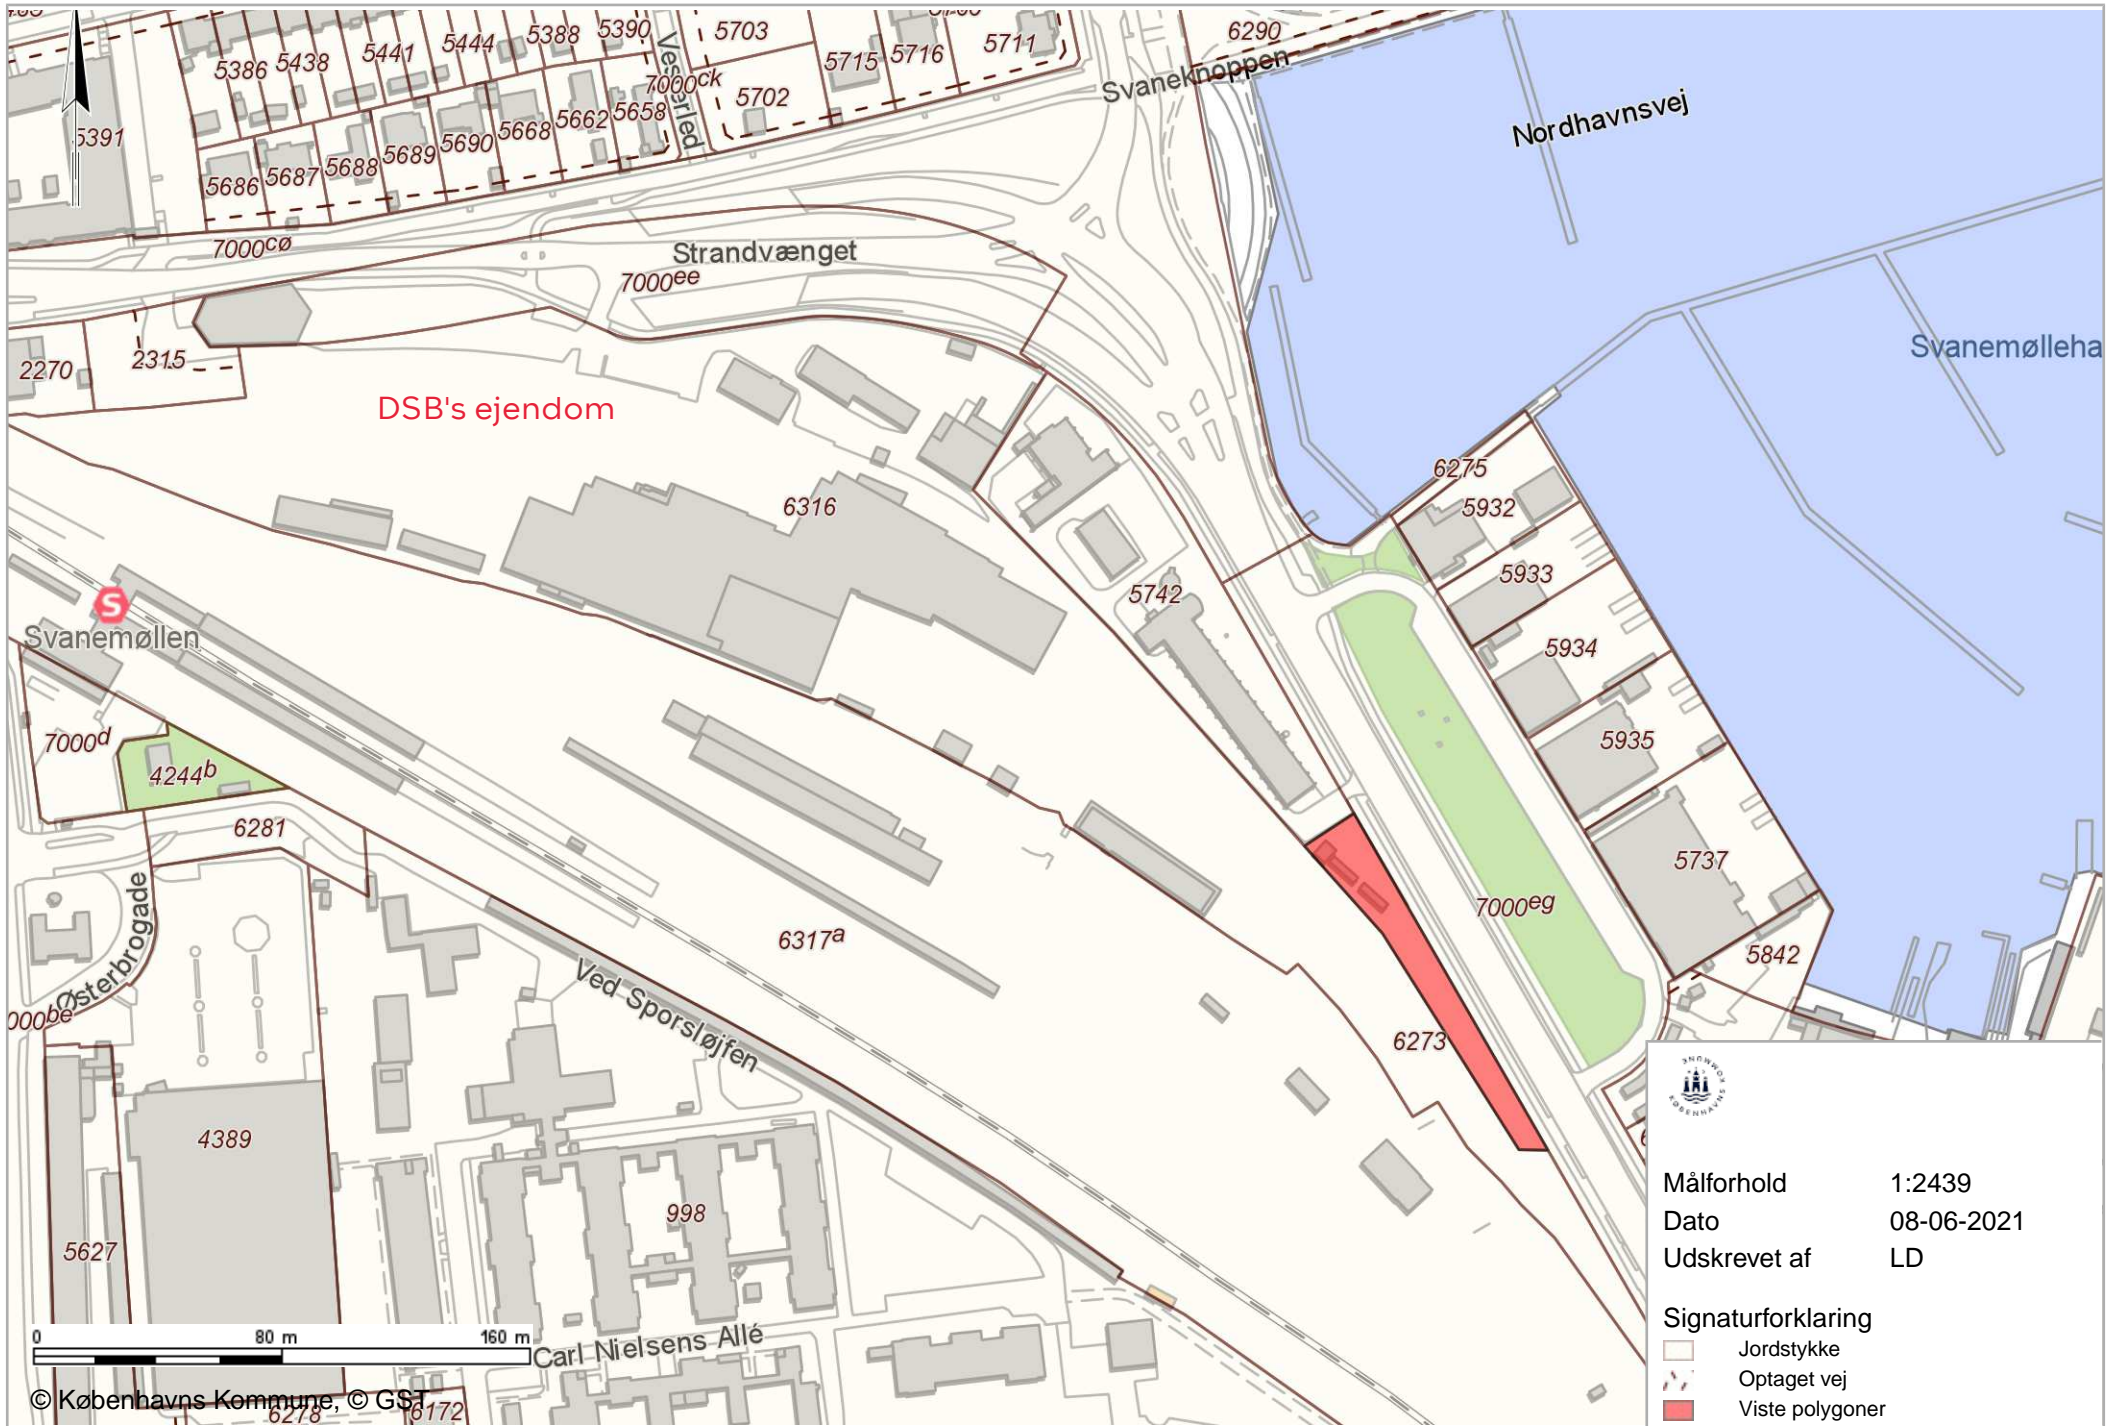 5703
6290
5386
5438
5441
5444
5388
5390
5715
5716
5711
Svaneknoppen
Vesterled
7000ck
5702
Nordhavnsvej
5391
5686
5687
5688
5689
5690
5668
5662
5658
7000cø
Strandvænget
7000ee
2270
2315
Svanemølleha
DSB's ejendom
6316
6275
5932
5933
5742
S
Svanemøllen
5934
7000d
4244b
5935
6281
5737
Østerbrogade
6317a
7000eg
5842
Ved Sporsløjfen
000be
6273
4389
998
5627
KØBENHAVNS KOMMUNE
Målforhold 1:2439
Dato 08-06-2021
Udskrevet af LD
Signaturforklaring
Jordstykke
Optaget vej
Viste polygoner
0 80 m 160 m
Carl Nielsens Allé
© Københavns Kommune, © GST
6278
6172